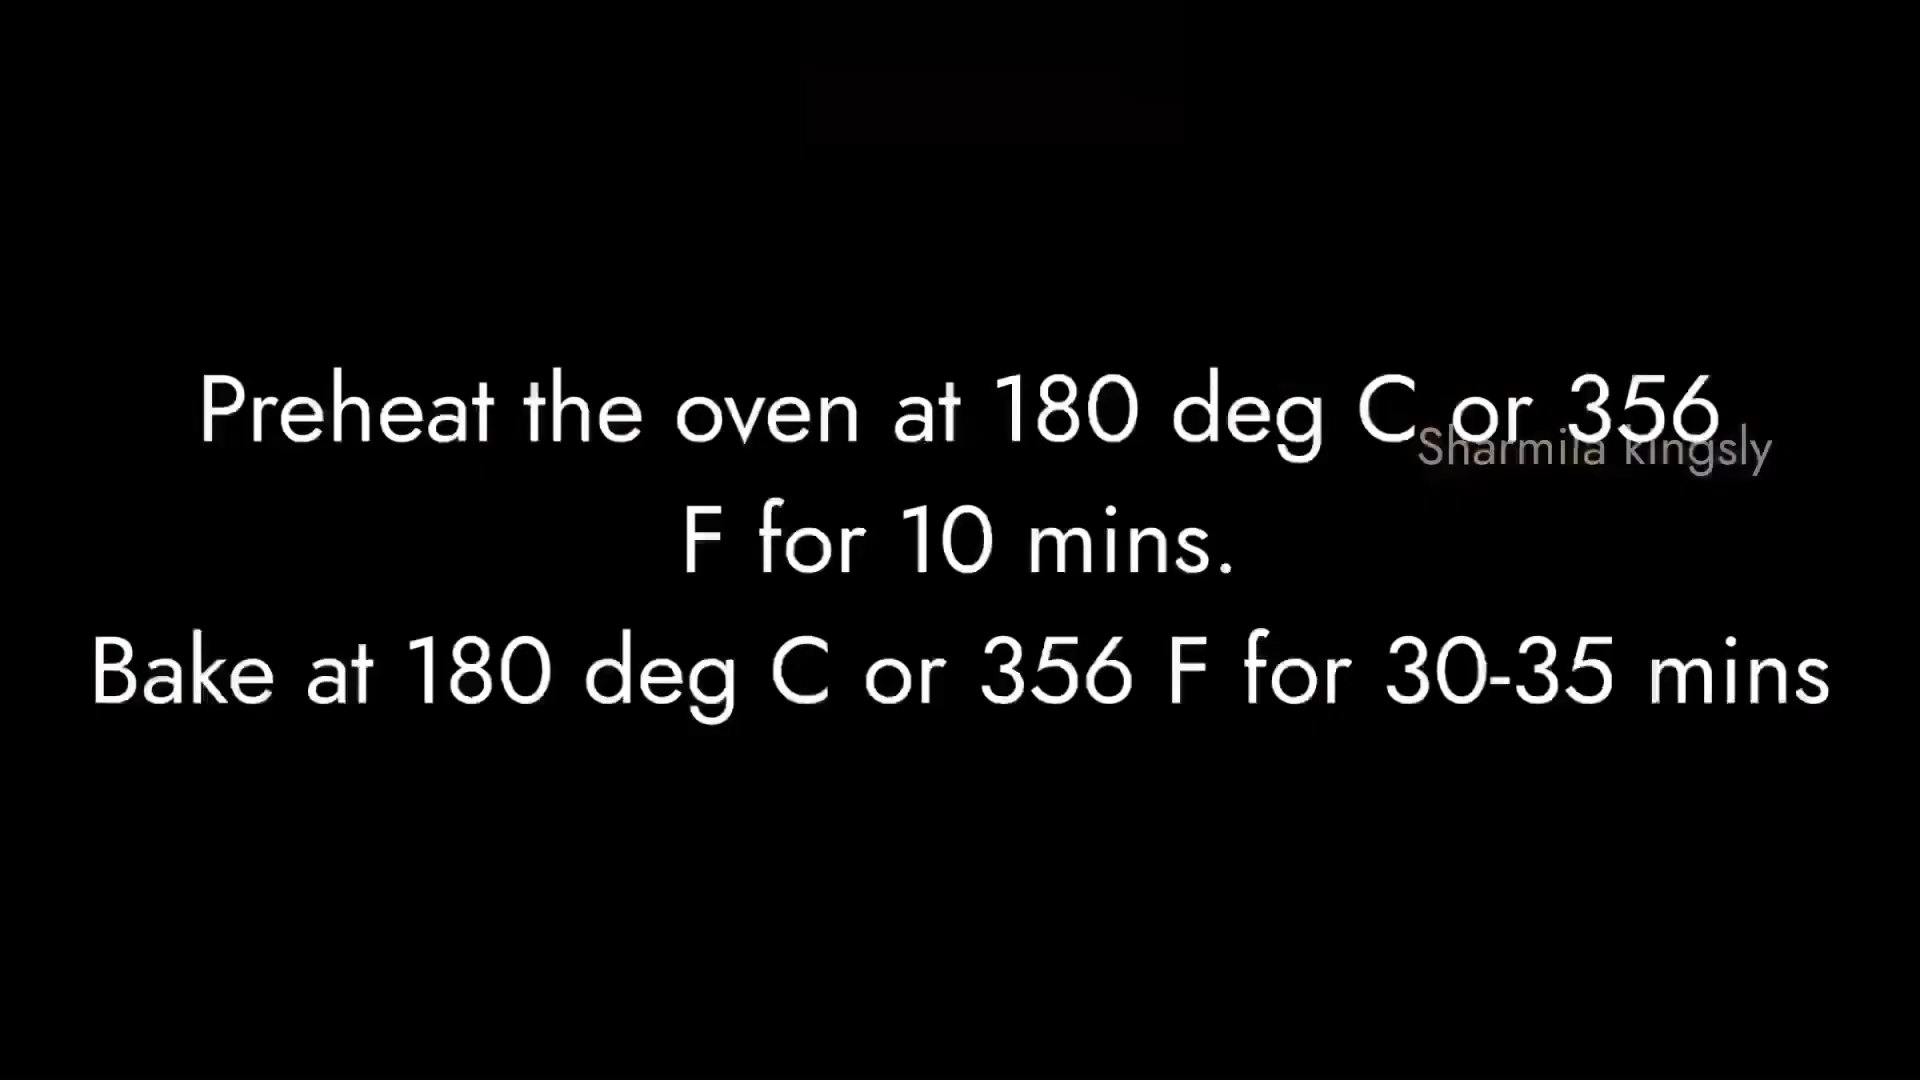 Preheat the oven at 180 deg C or 356
Sharmila kingsly
F for 10 mins.
Bake at 180 deg C or 356 F for 30-35 mins